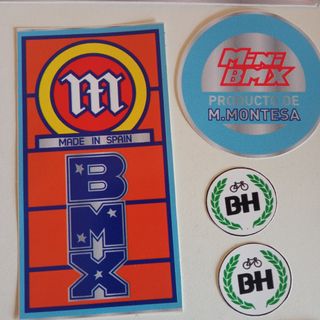 m
MADE IN SPAIN
BMX
MiNi
BMX
PRODUCTO DE
M.MONTESA
BH
BH